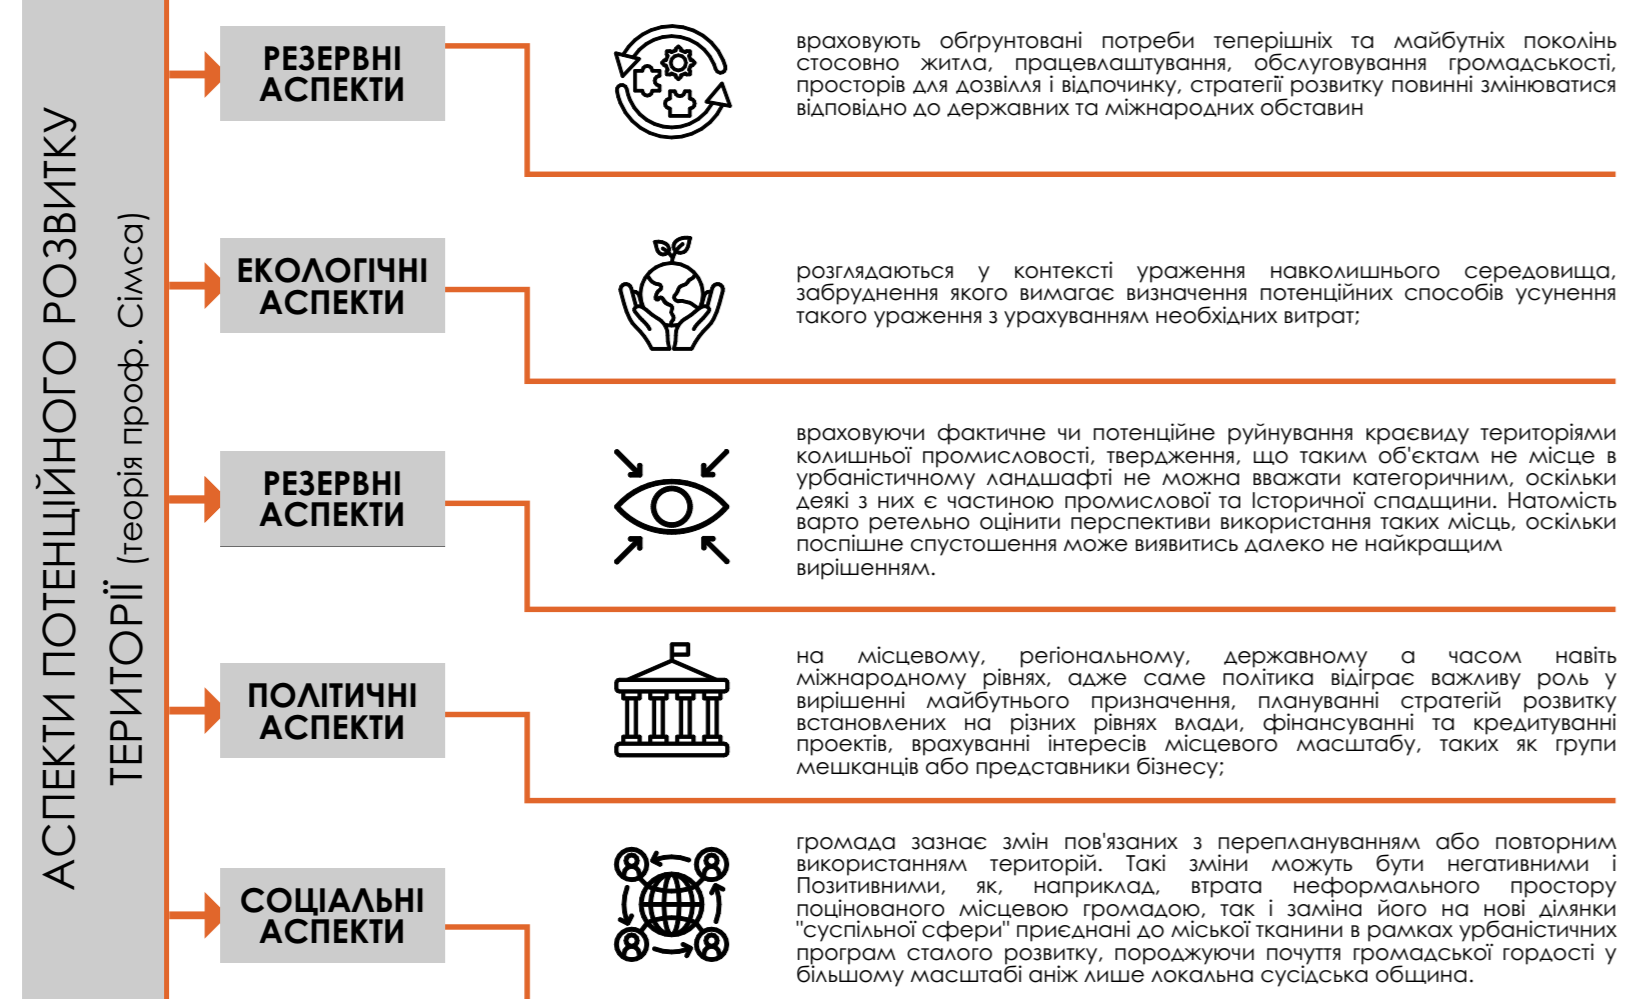 АСПЕКТИ ПОТЕНЦІЙНОГО РОЗВИТКУ
ТЕРИТОРІЇ (теорія проф. Сімса)
РЕЗЕРВНІ
АСПЕКТИ
враховують обґрунтовані потреби теперішніх та майбутніх поколінь
стосовно житла, працевлаштування, обслуговування громадськості,
просторів для дозвілля і відпочинку, стратегії розвитку повинні змінюватися
відповідно до державних та міжнародних обставин
ЕКОЛОГІЧНІ
АСПЕКТИ
розглядаються у контексті ураження навколишнього середовища,
забруднення якого вимагає визначення потенційних способів усунення
такого ураження з урахуванням необхідних витрат;
РЕЗЕРВНІ
АСПЕКТИ
враховуючи фактичне чи потенційне руйнування краєвиду територіями
колишньої промисловості, твердження, що таким об'єктам не місце в
урбаністичному ландшафті не можна вважати категоричним, оскільки
деякі з них є частиною промислової та Історичної спадщини. Натомість
варто ретельно оцінити перспективи використання таких місць, оскільки
поспішне спустошення може виявитись далеко не найкращим
вирішенням.
ПОЛІТИЧНІ
АСПЕКТИ
на місцевому, регіональному, державному а часом навіть
міжнародному рівнях, адже саме політика відіграє важливу роль у
вирішенні майбутнього призначення, плануванні стратегій розвитку
встановлених на різних рівнях влади, фінансуванні та кредитуванні
проектів, врахуванні інтересів місцевого масштабу, таких як групи
мешканців або представники бізнесу;
СОЦІАЛЬНІ
АСПЕКТИ
громада зазнає змін пов'язаних з переплануванням або повторним
використанням територій. Такі зміни можуть бути негативними і
Позитивними, як, наприклад, втрата неформального простору
поцінованого місцевою громадою, так і заміна його на нові ділянки
"суспільної сфери" приєднані до міської тканини в рамках урбаністичних
програм сталого розвитку, породжуючи почуття громадської гордості у
більшому масштабі аніж лише локальна сусідська община.